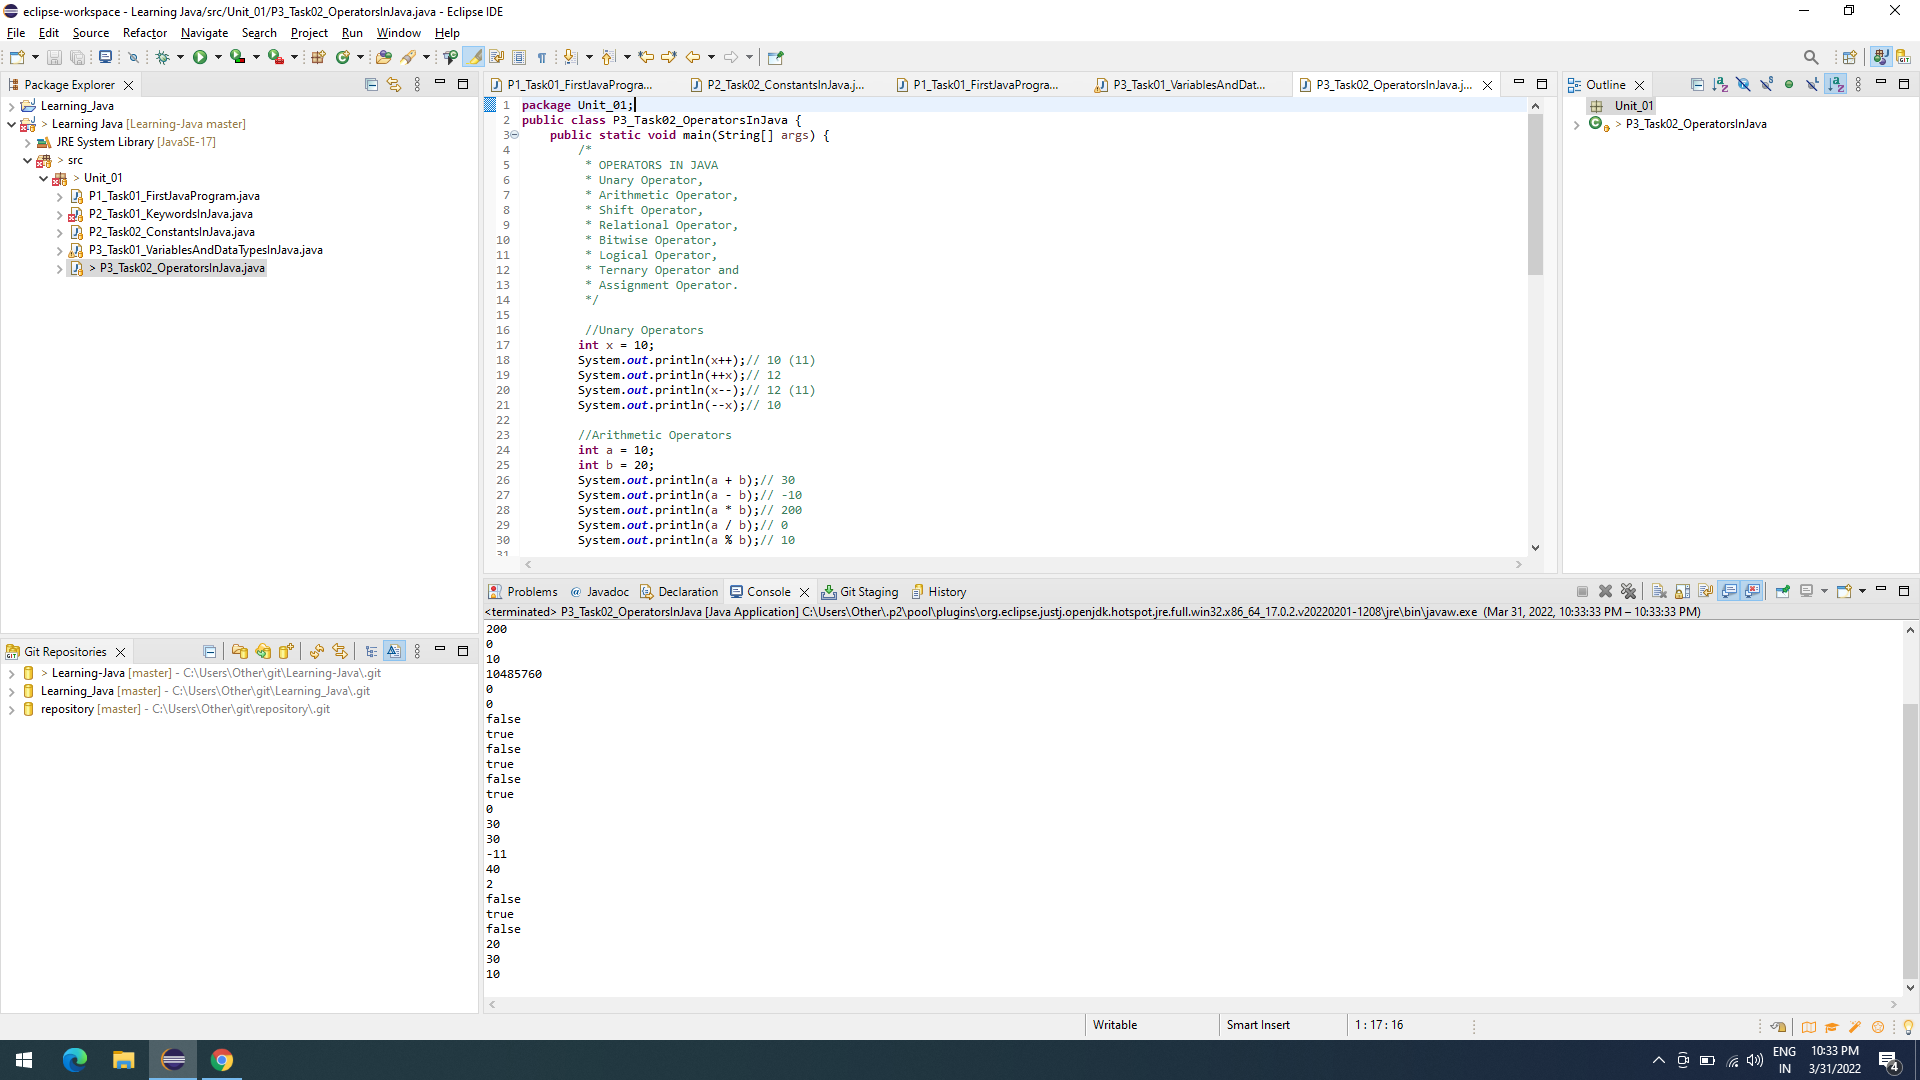 eclipse-workspace - Learning Java/src/Unit_01/P3_Task02_OperatorsInJava.java - Eclipse IDE
File Edit Source Refactor Navigate Search Project Run Window Help
Package Explorer
Learning_Java
> Learning Java [Learning-Java master]
JRE System Library [JavaSE-17]
> src
> Unit_01
P1_Task01_FirstJavaProgram.java
P2_Task01_KeywordsInJava.java
P2_Task02_ConstantsInJava.java
P3_Task01_VariablesAndDataTypesInJava.java
> P3_Task02_OperatorsInJava.java
Git Repositories
> Learning-Java [master] - C:\Users\Other\git\Learning-Java\.git
Learning_Java [master] - C:\Users\Other\git\Learning_Java\.git
repository [master] - C:\Users\Other\git\repository\.git
P1_Task01_FirstJavaProgra... P2_Task02_ConstantsInJava.j... P1_Task01_FirstJavaProgra... P3_Task01_VariablesAndDat... P3_Task02_OperatorsInJava.j...
1 package Unit_01;
2 public class P3_Task02_OperatorsInJava {
3 public static void main(String[] args) {
4 /*
5 * OPERATORS IN JAVA
6 * Unary Operator,
7 * Arithmetic Operator,
8 * Shift Operator,
9 * Relational Operator,
10 * Bitwise Operator,
11 * Logical Operator,
12 * Ternary Operator and
13 * Assignment Operator.
14 */
15
16 //Unary Operators
17 int x = 10;
18 System.out.println(x++);// 10 (11)
19 System.out.println(++x);// 12
20 System.out.println(x--);// 12 (11)
21 System.out.println(--x);// 10
22
23 //Arithmetic Operators
24 int a = 10;
25 int b = 20;
26 System.out.println(a + b);// 30
27 System.out.println(a - b);// -10
28 System.out.println(a * b);// 200
29 System.out.println(a / b);// 0
30 System.out.println(a % b);// 10
31
Outline
Unit_01
> P3_Task02_OperatorsInJava
Problems @ Javadoc Declaration Console Git Staging History
<terminated> P3_Task02_OperatorsInJava [Java Application] C:\Users\Other\.p2\pool\plugins\org.eclipse.justj.openjdk.hotspot.jre.full.win32.x86_64_17.0.2.v20220201-1208\jre\bin\javaw.exe (Mar 31, 2022, 10:33:33 PM – 10:33:33 PM)
200
0
10
10485760
0
0
false
true
false
true
false
true
0
30
30
-11
40
2
false
true
false
20
30
10
Writable Smart Insert 1 : 17 : 16
ENG
IN
10:33 PM
3/31/2022
4